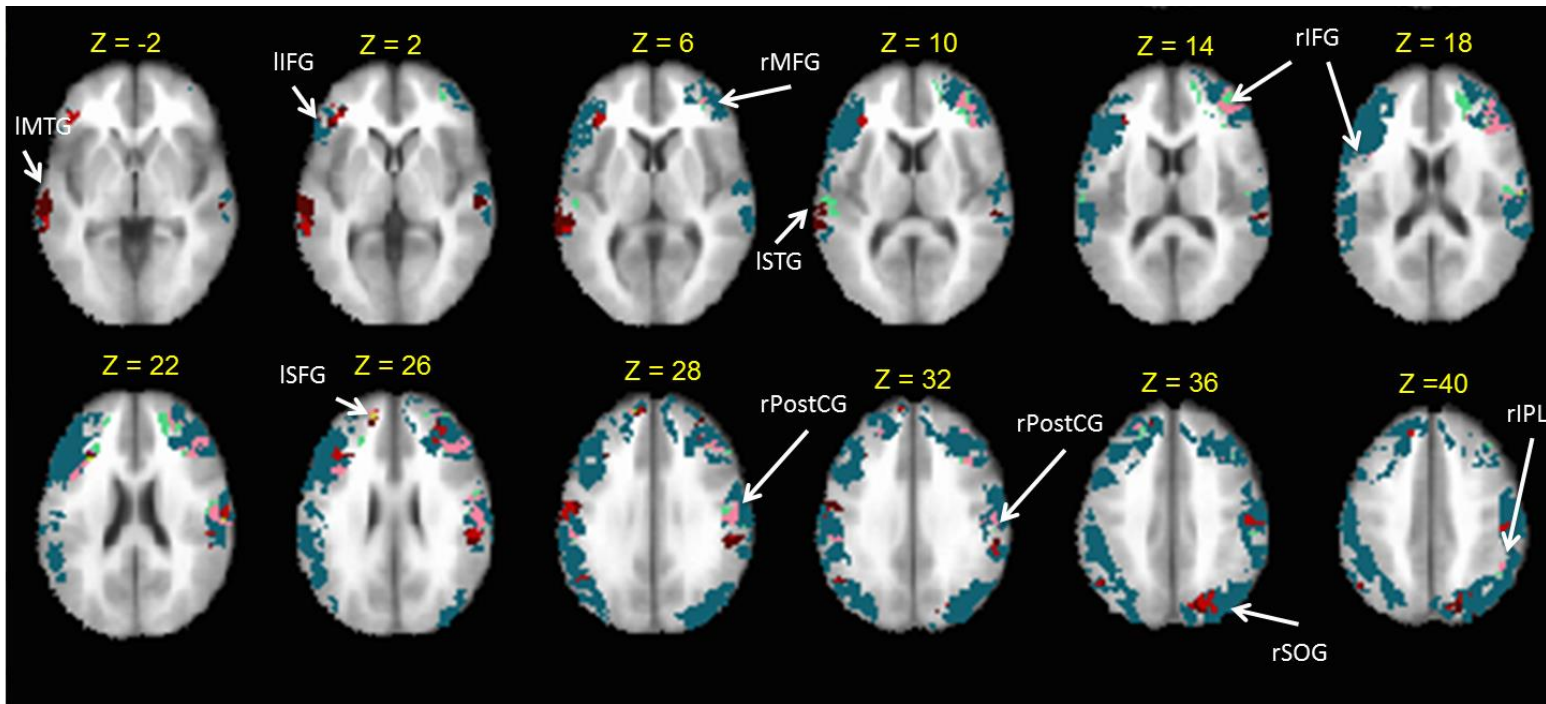 Z = -2
Z = 2
Z = 6
Z = 10
Z = 14
rIFG
Z = 18
lIFG
rMFG
lMTG
lSTG
Z = 22
lSFG
Z = 26
Z = 28
rPostCG
Z = 32
rPostCG
Z = 36
Z =40
rIPL
rSOG